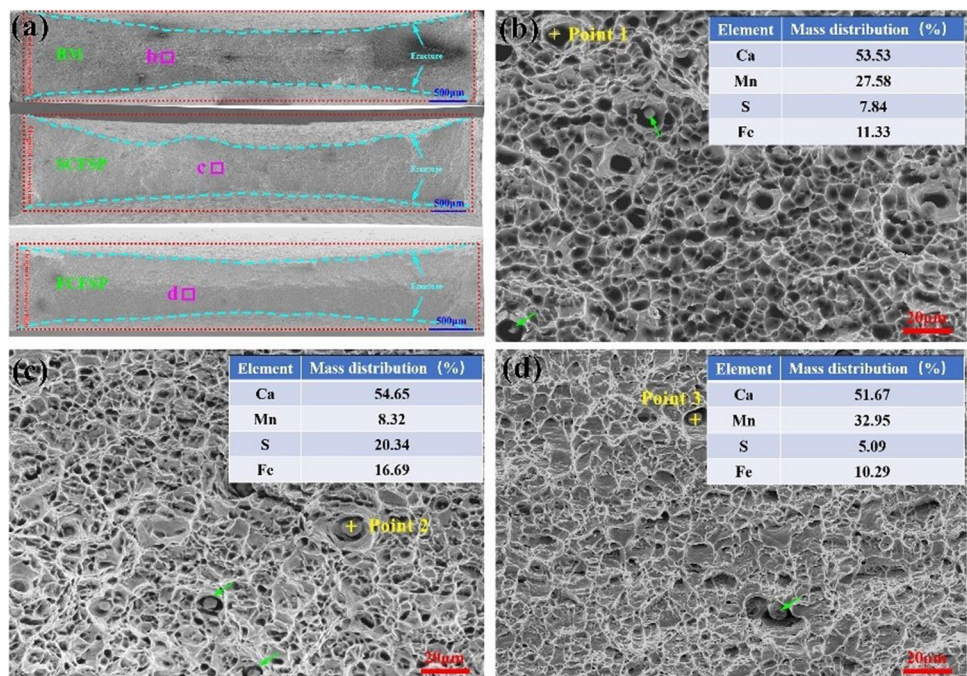 (a)
BM
b
Fracture
500μm
SCFSP
c
Fracture
500μm
d
Fracture
500μm
(b)
+ Point 1
Element Mass distribution (%)
Ca 53.53
Mn 27.58
S 7.84
Fe 11.33
20μm
(c)
Element Mass distribution (%)
Ca 54.65
Mn 8.32
S 20.34
Fe 16.69
+ Point 2
20μm
(d)
Point 3
+
Element Mass distribution (%)
Ca 51.67
Mn 32.95
S 5.09
Fe 10.29
20μm